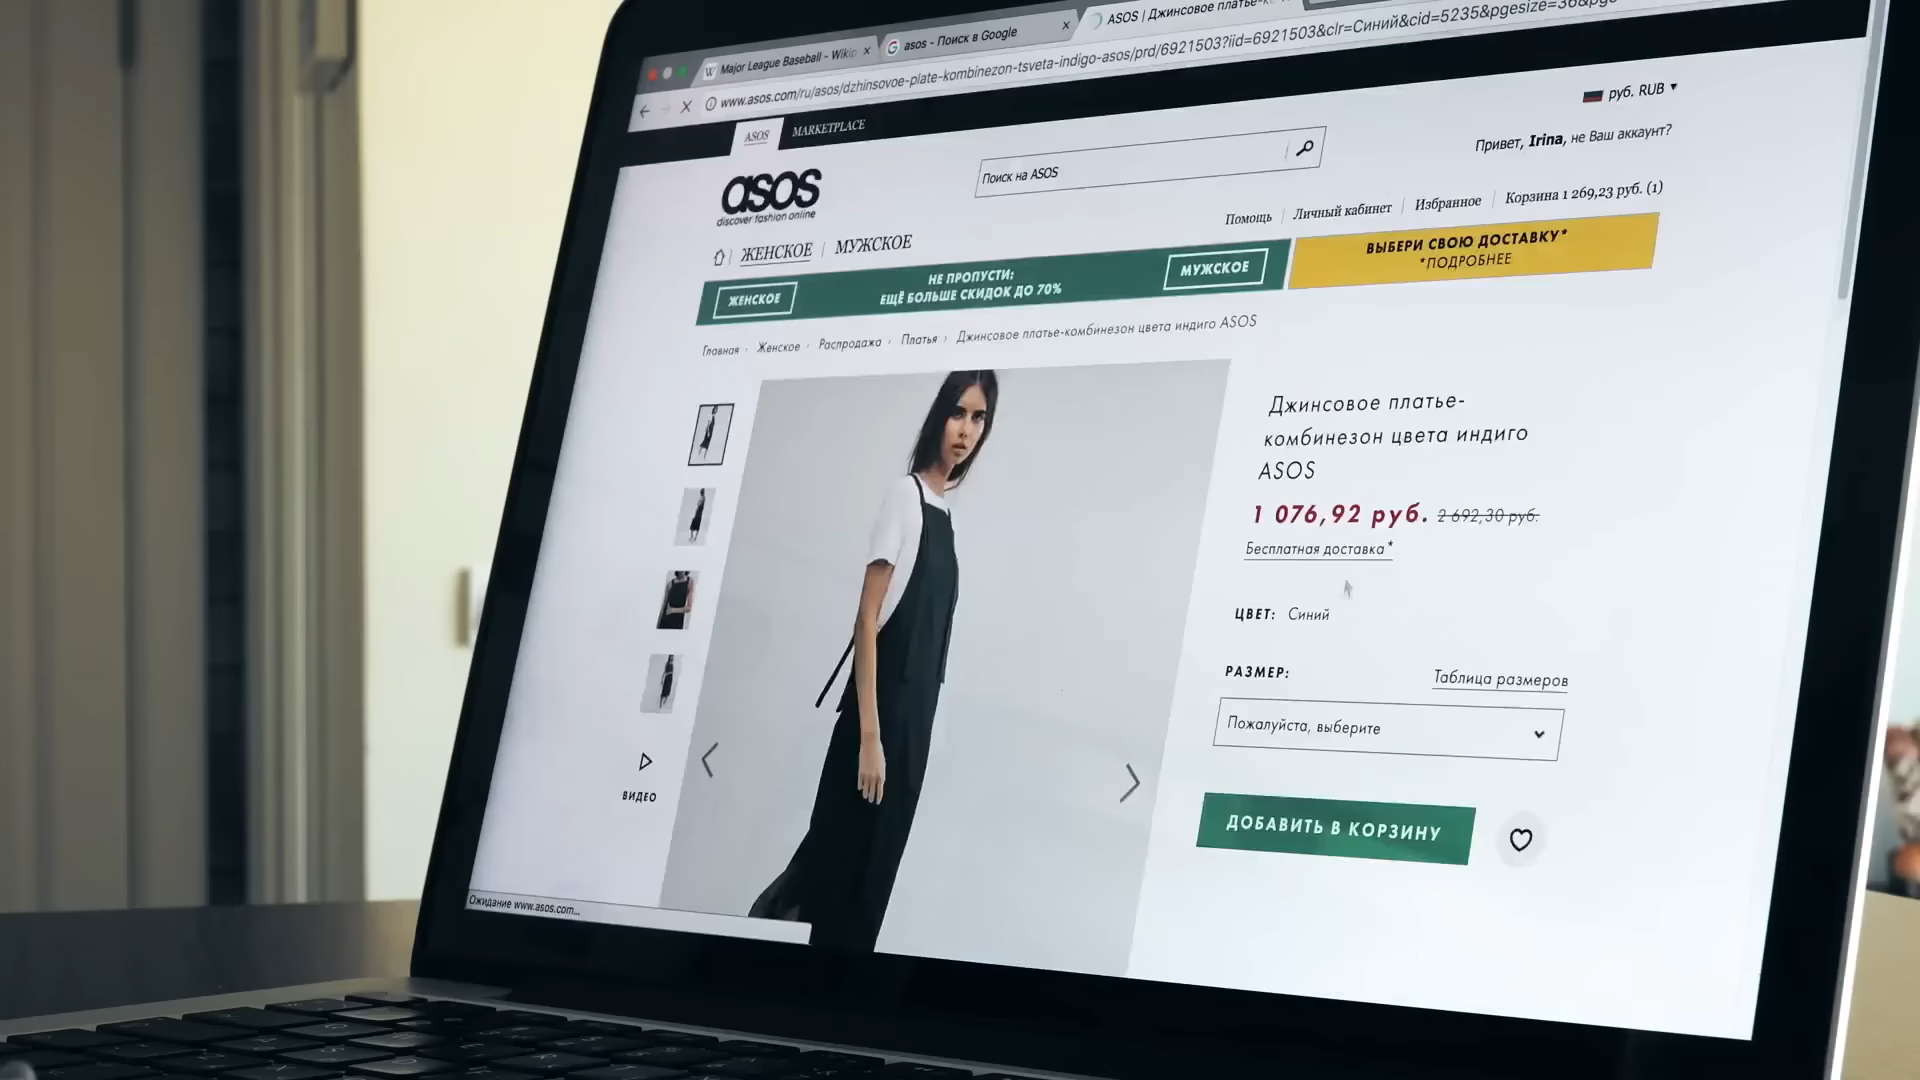 Major League Baseball - Wikip
asos - Поиск в Google
ASOS | Джинсовое платье-к
www.asos.com/ru/asos/dzhinsovoe-plate-kombinezon-tsveta-indigo-asos/prd/6921503?iid=6921503&clr=Синий&cid=5235&pgesize=36&pge
ASOS
MARKETPLACE
руб. RUB
Привет, Irina, не Ваш аккаунт?
asos
discover fashion online
Поиск на ASOS
Помощь
Личный кабинет
Избранное
Корзина 1 269,23 руб. (1)
ЖЕНСКОЕ
МУЖСКОЕ
ЖЕНСКОЕ
НЕ ПРОПУСТИ:
ЕЩЁ БОЛЬШЕ СКИДОК ДО 70%
МУЖСКОЕ
ВЫБЕРИ СВОЮ ДОСТАВКУ*
*ПОДРОБНЕЕ
Главная › Женское › Распродажа › Платья › Джинсовое платье-комбинезон цвета индиго ASOS
Джинсовое платье-
комбинезон цвета индиго
ASOS
1 076,92 руб. 2 692,30 руб.
Бесплатная доставка*
ЦВЕТ: Синий
РАЗМЕР:
Таблица размеров
Пожалуйста, выберите
ДОБАВИТЬ В КОРЗИНУ
ВИДЕО
Ожидание www.asos.com...